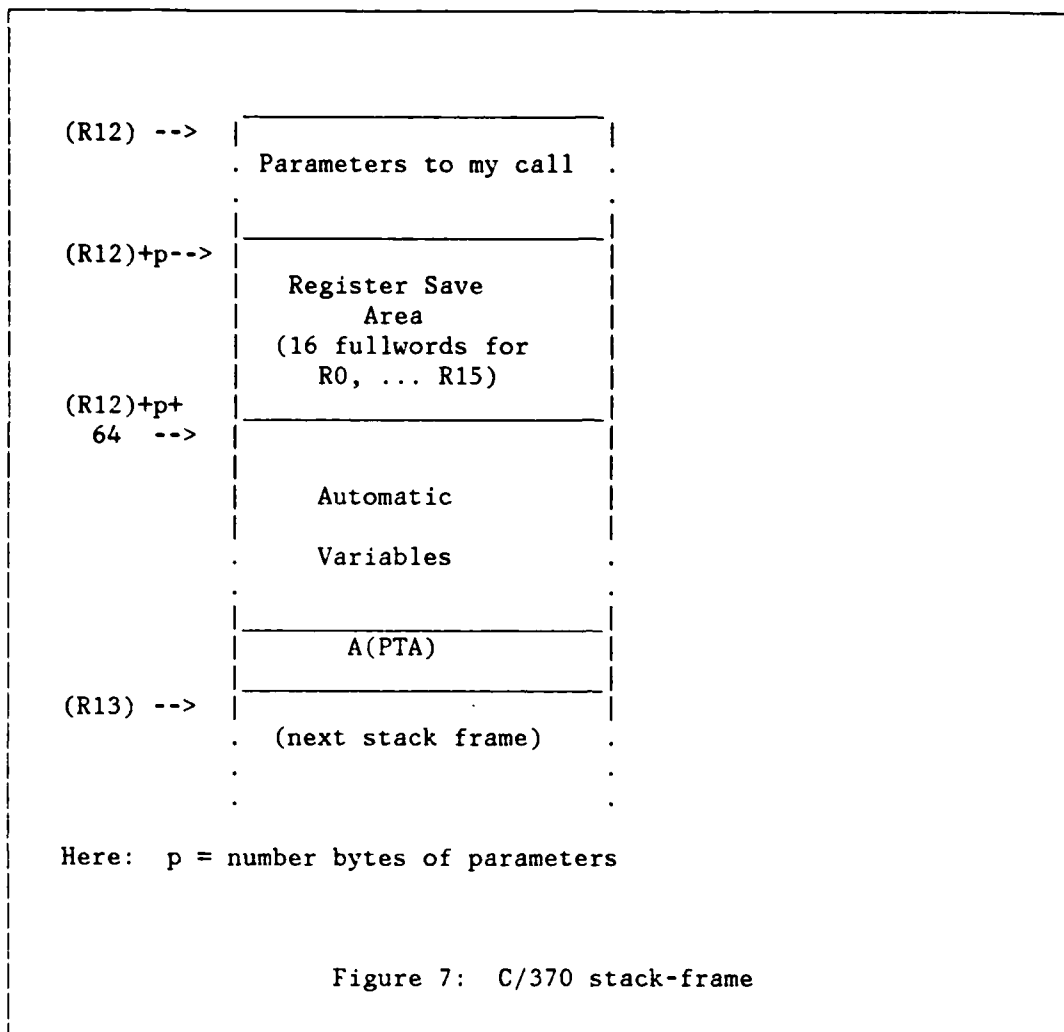 (R12) -->
Parameters to my call
(R12)+p-->
Register Save
Area
(16 fullwords for
R0, ... R15)
(R12)+p+
64 -->
Automatic
Variables
A(PTA)
(R13) -->
(next stack frame)
Here: p = number bytes of parameters
Figure 7: C/370 stack-frame